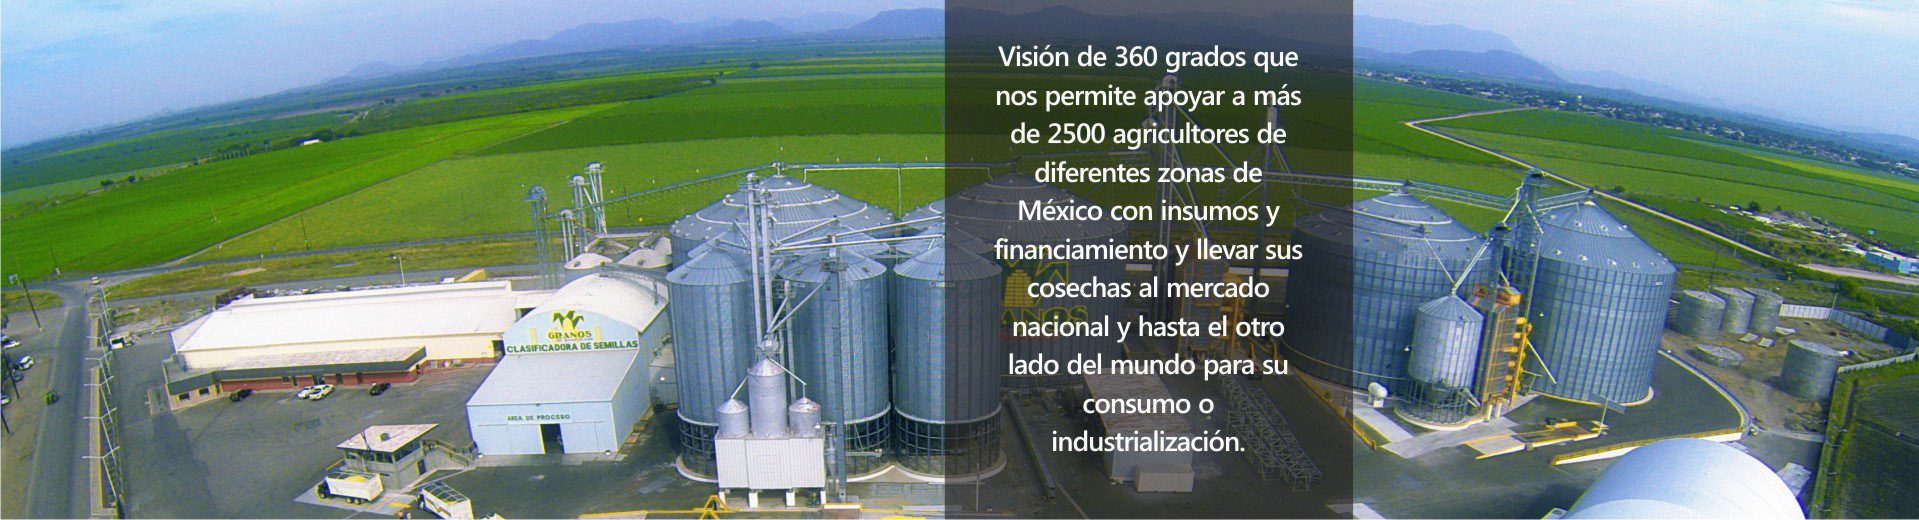 Visión de 360 grados que
nos permite apoyar a más
de 2500 agricultores de
diferentes zonas de
México con insumos y
financiamiento y llevar sus
cosechas al mercado
nacional y hasta el otro
lado del mundo para su
consumo o
industrialización.
GRANOS
CLASIFICADORA DE SEMILLAS
AREA DE PROCESO
GRANOS